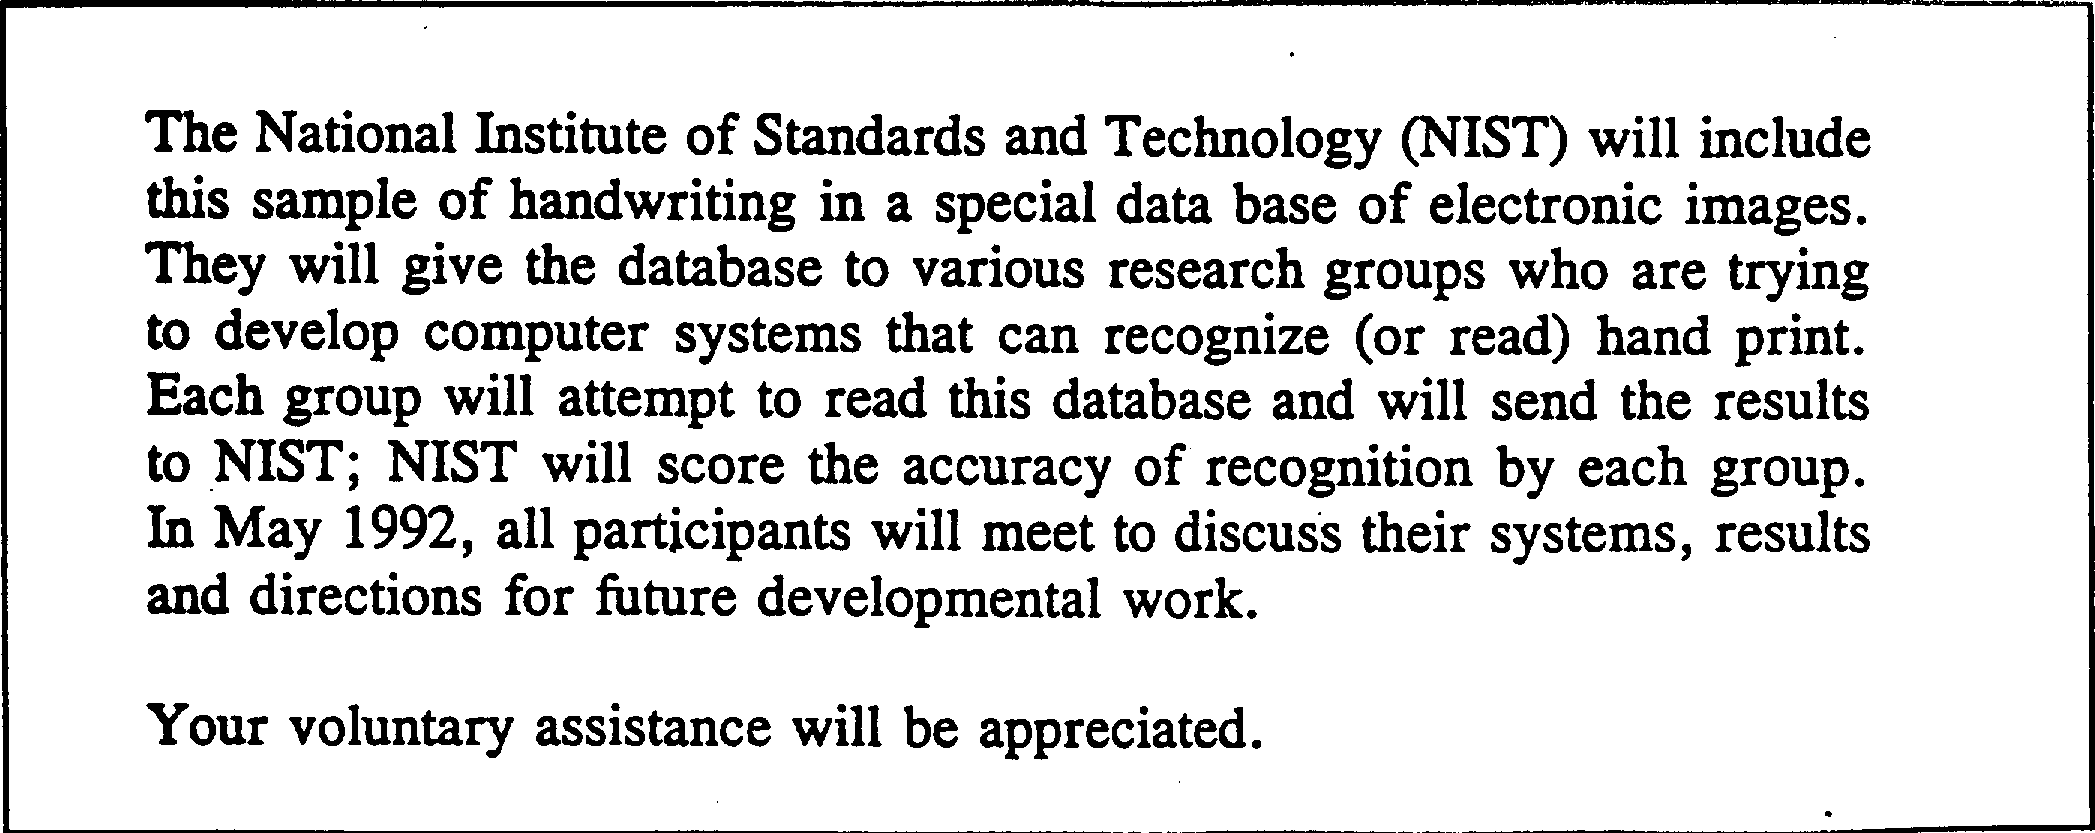 The National Institute of Standards and Technology (NIST) will include
this sample of handwriting in a special data base of electronic images.
They will give the database to various research groups who are trying
to develop computer systems that can recognize (or read) hand print.
Each group will attempt to read this database and will send the results
to NIST; NIST will score the accuracy of recognition by each group.
In May 1992, all participants will meet to discuss their systems, results
and directions for future developmental work.
Your voluntary assistance will be appreciated.